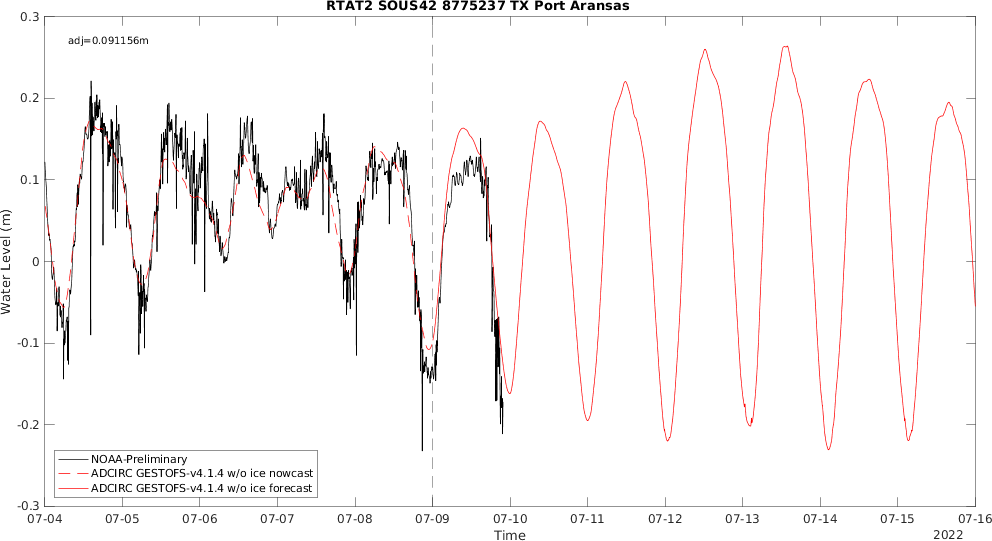 RTAT2 SOUS42 8775237 TX Port Aransas
adj=0.091156m
0.3
0.2
0.1
0
-0.1
-0.2
-0.3
Water Level (m)
NOAA-Preliminary
ADCIRC GESTOFS-v4.1.4 w/o ice nowcast
ADCIRC GESTOFS-v4.1.4 w/o ice forecast
07-04 07-05 07-06 07-07 07-08 07-09 07-10 07-11 07-12 07-13 07-14 07-15 07-16
Time
2022